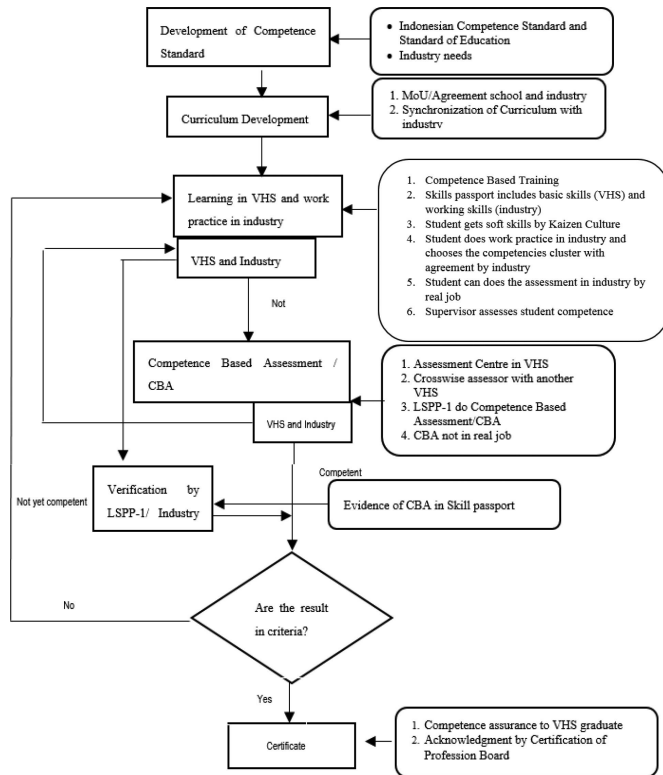 Development of Competence
Standard
• Indonesian Competence Standard and
Standard of Education
• Industry needs
Curriculum Development
1. MoU/Agreement school and industry
2. Synchronization of Curriculum with
industry
Learning in VHS and work
practice in industry
VHS and Industry
1. Competence Based Training
2. Skills passport includes basic skills (VHS) and
working skills (industry)
3. Student gets soft skills by Kaizen Culture
4. Student does work practice in industry and
chooses the competencies cluster with
agreement by industry
5. Student can does the assessment in industry by
real job
6. Supervisor assesses student competence
Not
Competence Based Assessment /
CBA
VHS and Industry
1. Assessment Centre in VHS
2. Crosswise assessor with another
VHS
3. LSPP-1 do Competence Based
Assessment/CBA
4. CBA not in real job
Competent
Not yet competent
Verification by
LSPP-1/ Industry
Evidence of CBA in Skill passport
No
Are the result
in criteria?
Yes
Certificate
1. Competence assurance to VHS graduate
2. Acknowledgment by Certification of
Profession Board